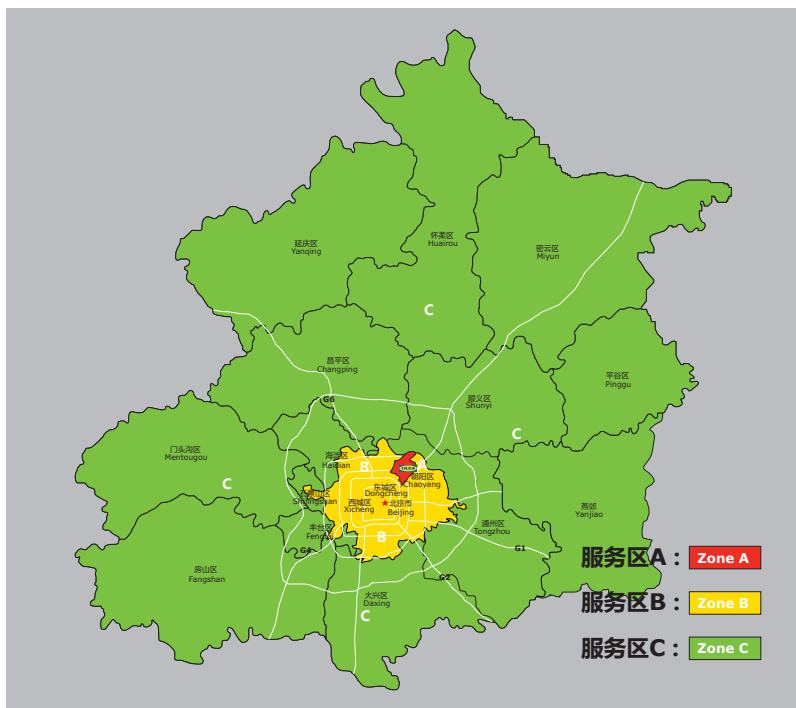 延庆区
Yanqing
怀柔区
Huairou
密云区
Miyun
C
昌平区
Changping
平谷区
Pinggu
顺义区
Shunyi
G6
C
门头沟区
Mentougou
海淀区
Haidian
B
朝阳区
Chaoyang
C
东城区
Dongcheng
石景山区
Shijingshan
西城区
Xicheng
北京市
Beijing
燕郊
Yanjiao
丰台区
Fengtai
B
通州区
Tongzhou
G4
G1
房山区
Fangshan
G2
大兴区
Daxing
C
服务区A：
Zone A
服务区B：
Zone B
服务区C：
Zone C